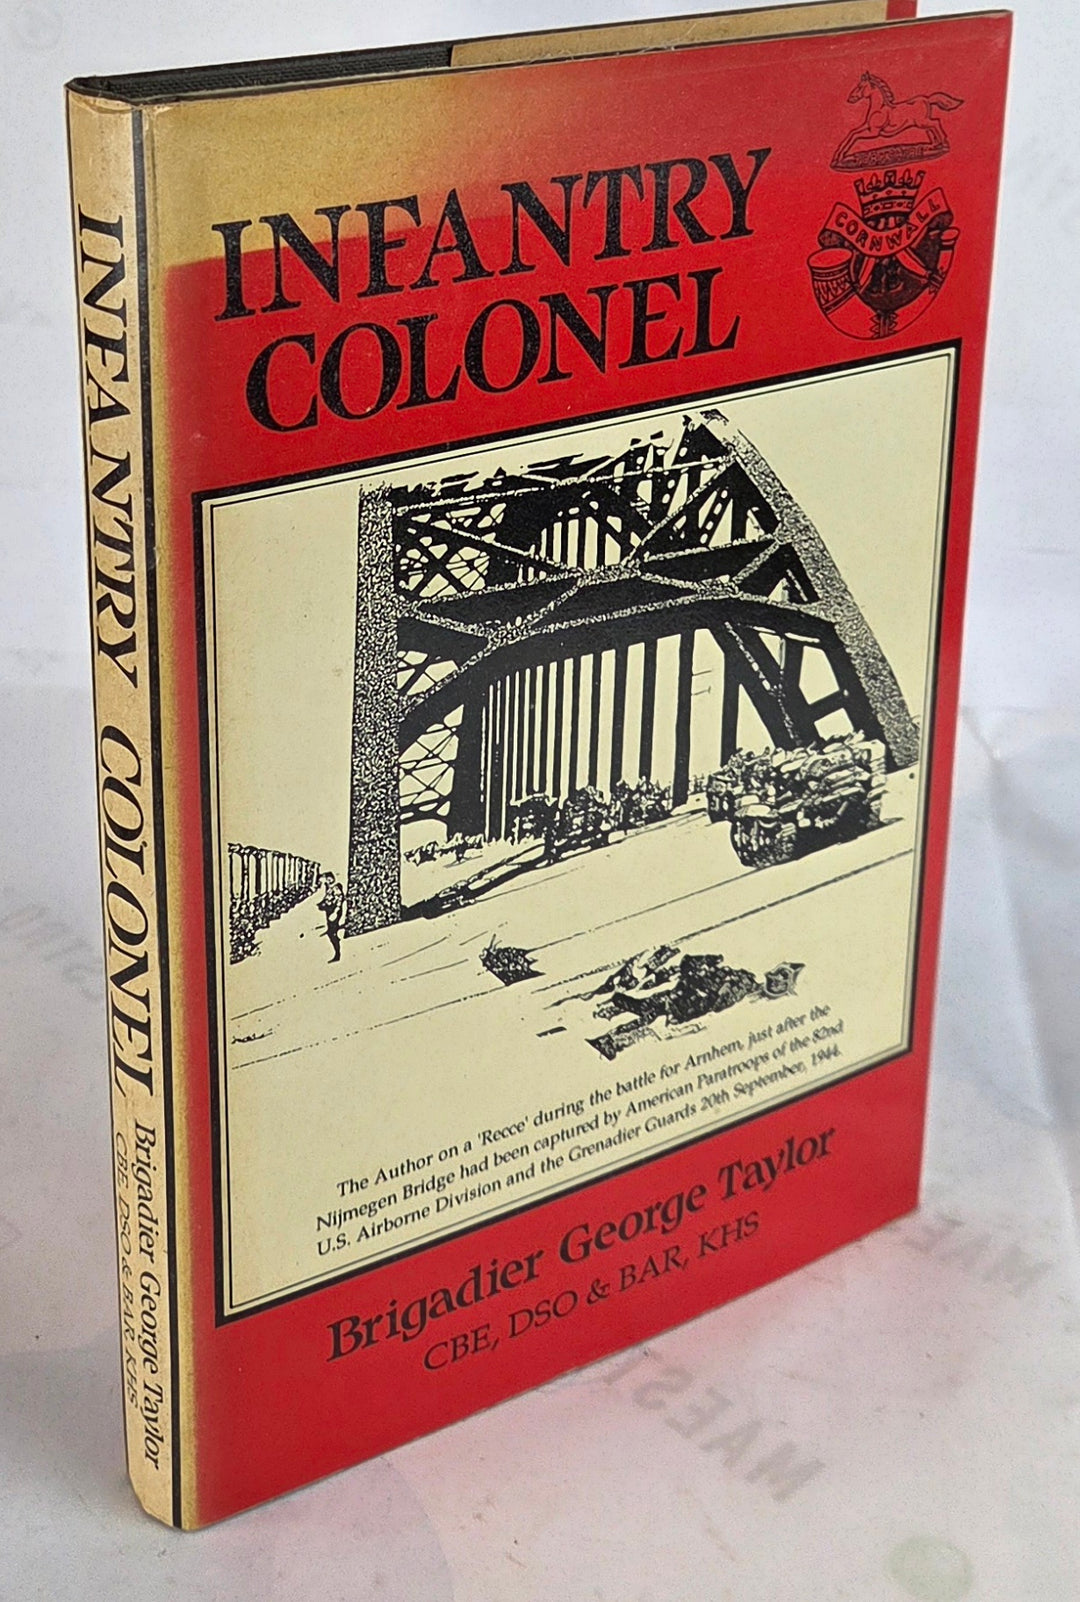 INFANTRY
COLONEL
CORNWALL
The Author on a 'Recce' during the battle for Arnhem, just after the
Nijmegen Bridge had been captured by American Paratroops of the 82nd
U.S. Airborne Division and the Grenadier Guards 20th September, 1944.
Brigadier George Taylor
CBE, DSO & BAR, KHS
INFANTRY COLONEL
Brigadier George Taylor
CBE, DSO & BAR, KHS